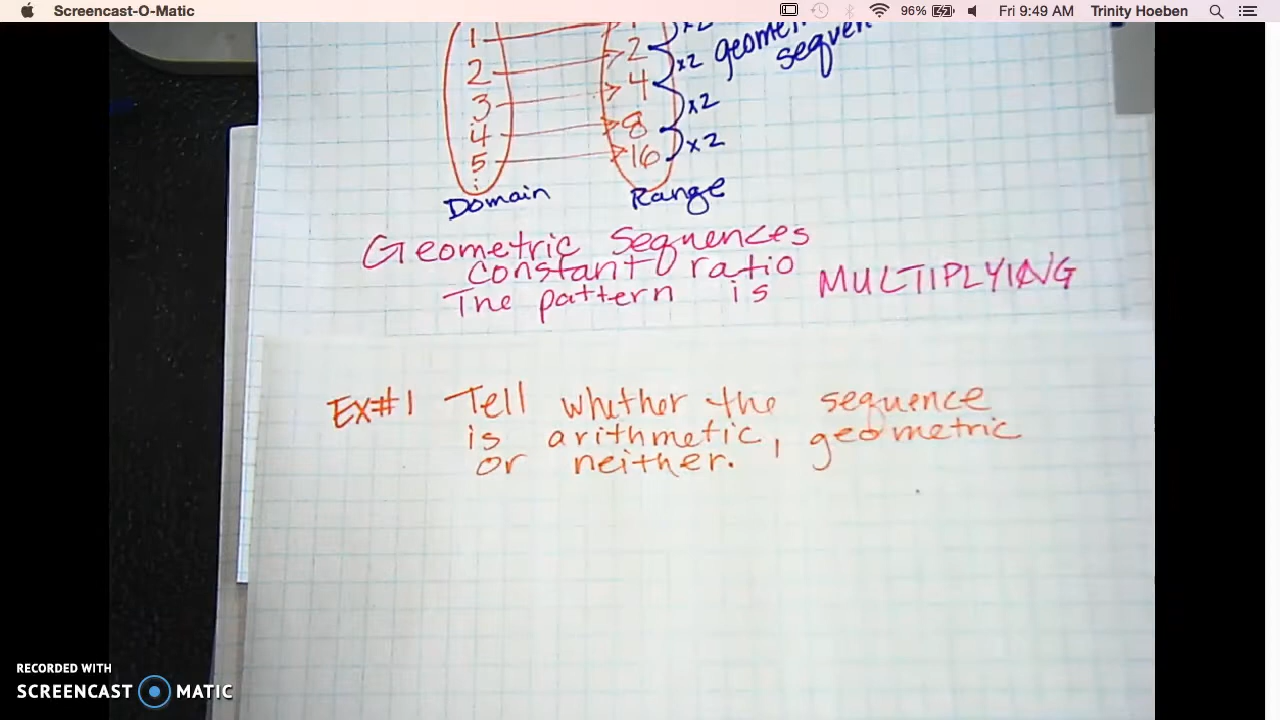 Screencast-O-Matic
96%
Fri 9:49 AM
Trinity Hoeben
1
x2
2
2
x2
3
4
x2
4
8
x2
5
16
Domain
Range
Geometric Sequences
constant ratio
The pattern is MULTIPLYING
Ex#1 Tell whether the sequence
is arithmetic, geometric
or neither.
RECORDED WITH
SCREENCAST O MATIC